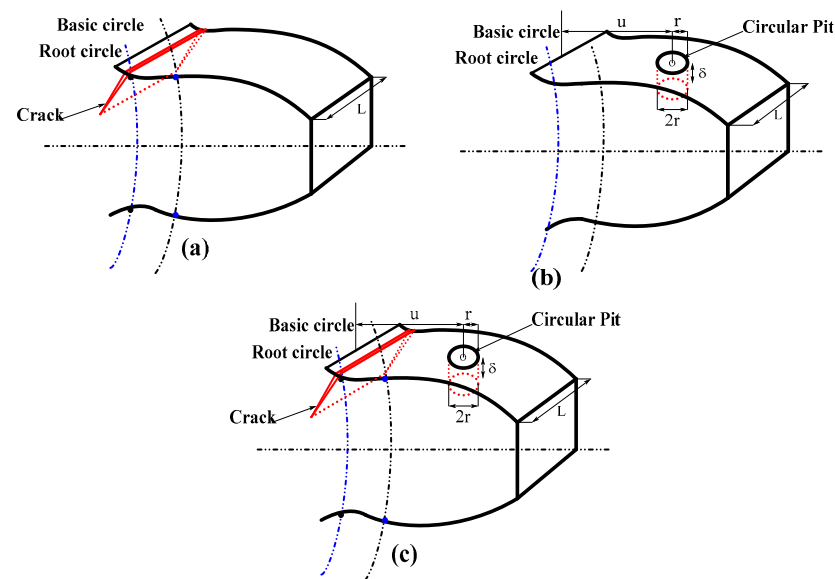 Basic circle
Root circle
Crack
L
(a)
Basic circle
Root circle
u
r
Circular Pit
δ
2r
L
(b)
Basic circle
Root circle
u
r
Circular Pit
δ
2r
L
Crack
(c)